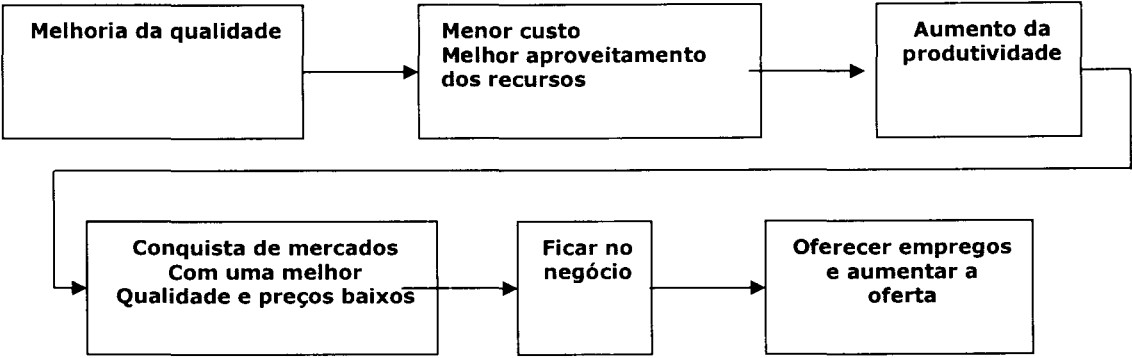 Melhoria da qualidade
Menor custo
Melhor aproveitamento
dos recursos
Aumento da
produtividade
Conquista de mercados
Com uma melhor
Qualidade e preços baixos
Ficar no
negócio
Oferecer empregos
e aumentar a
oferta